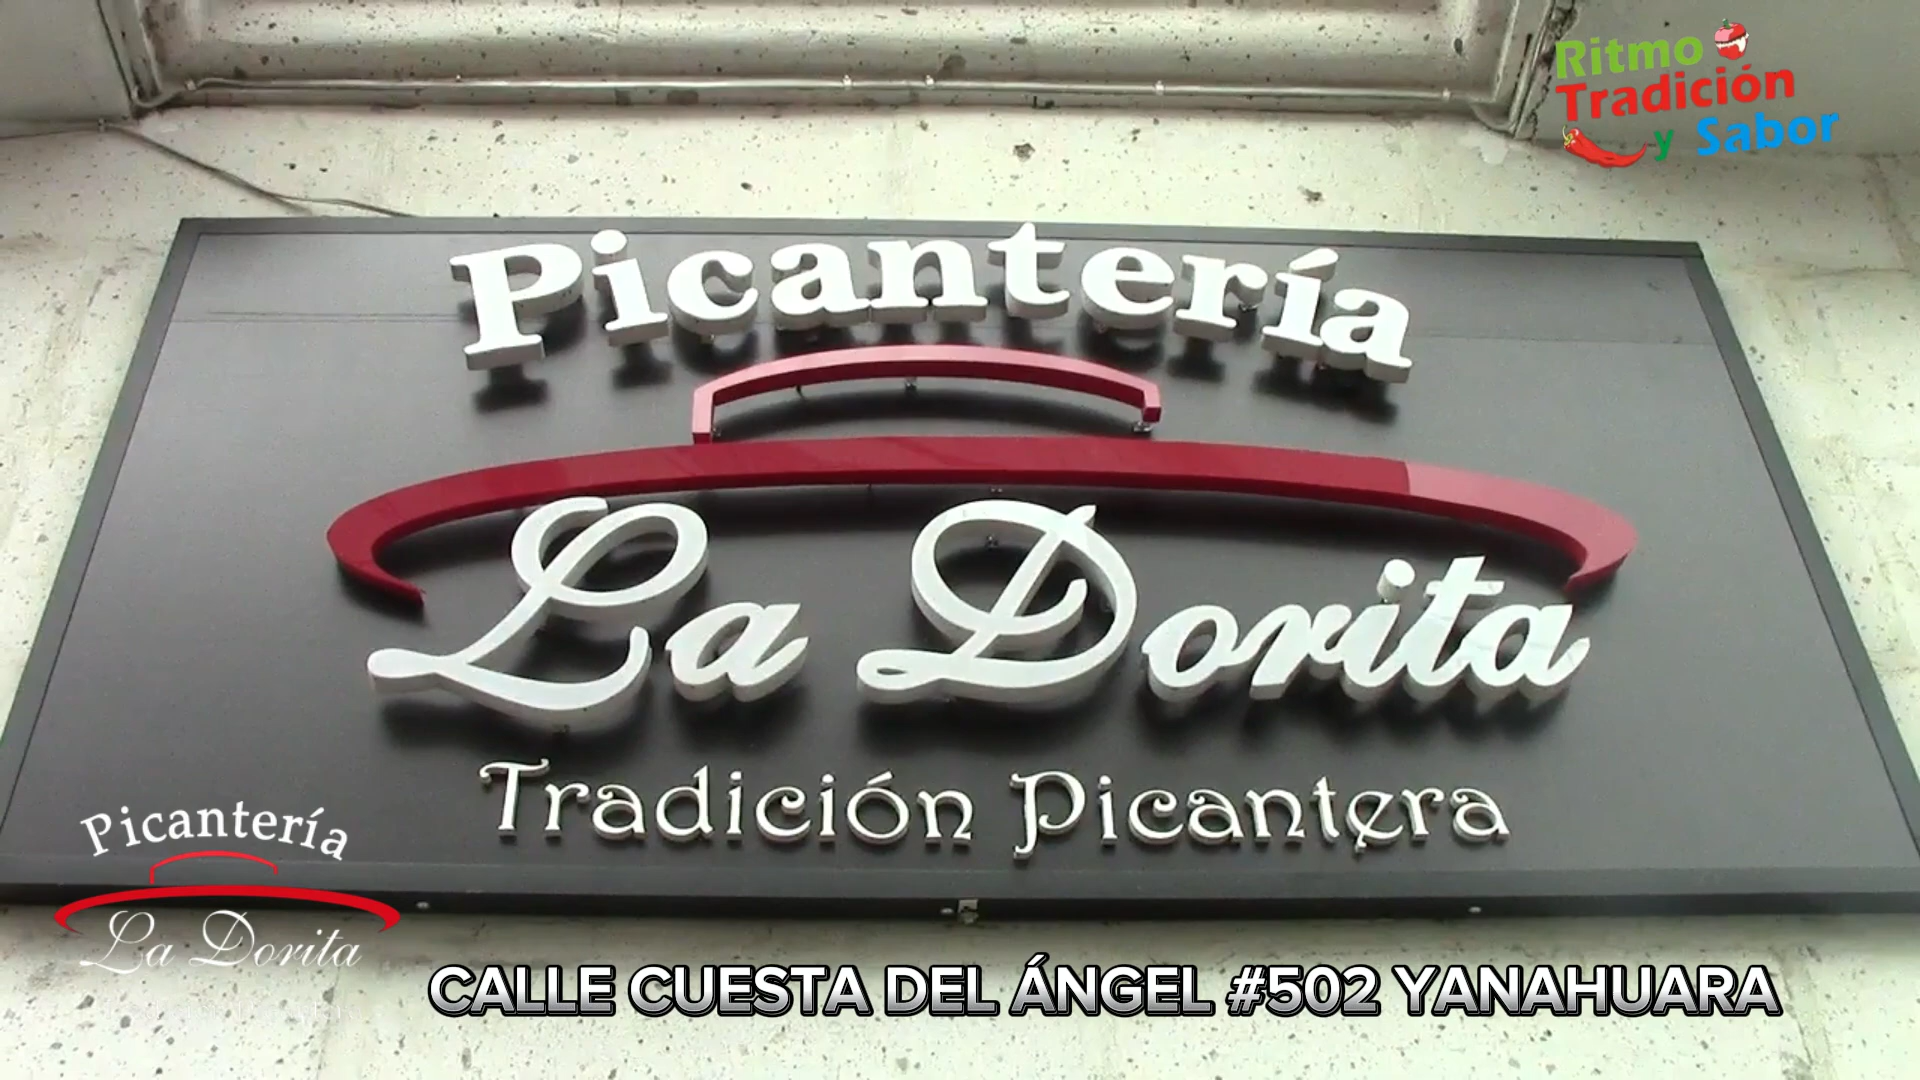 Ritmo
Tradición
y Sabor
Picantería
La Dorita
Tradición Picantera
Picantería
La Dorita
CALLE CUESTA DEL ÁNGEL #502 YANAHUARA